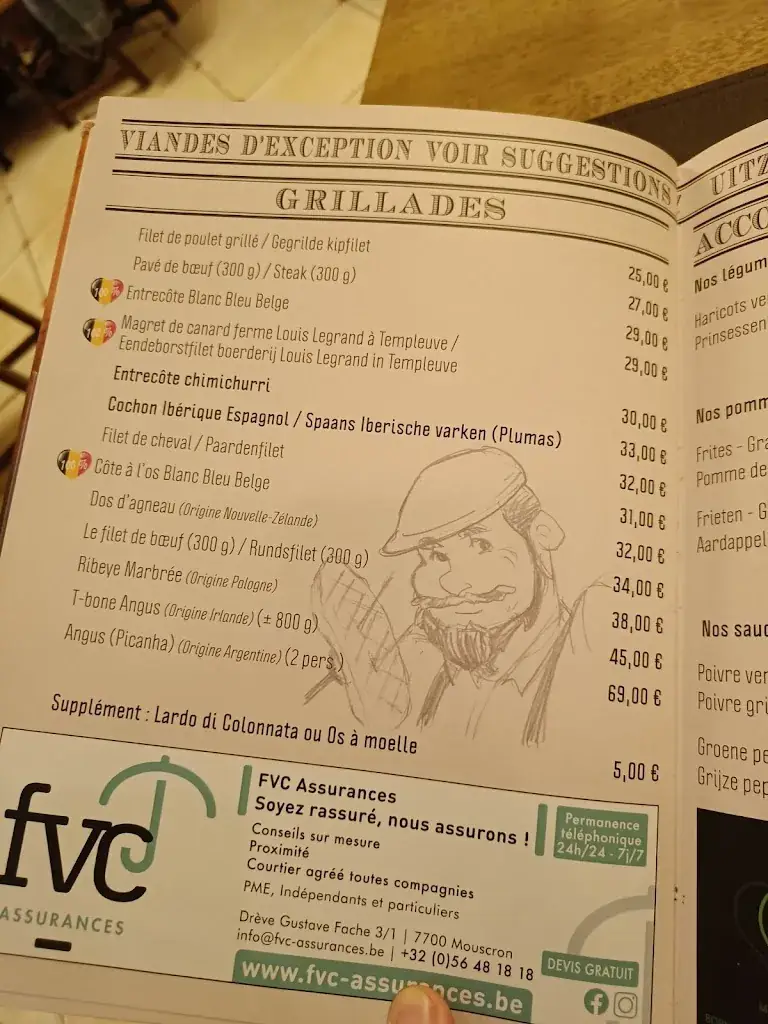 VIANDES D'EXCEPTION VOIR SUGGESTIONS
GRILLADES
Filet de poulet grillé / Gegrilde kipfilet 25,00 €
Pavé de bœuf (300 g) / Steak (300 g) 27,00 €
100% Entrecôte Blanc Bleu Belge 29,00 €
100% Magret de canard ferme Louis Legrand à Templeuve /
Eendeborstfilet boerderij Louis Legrand in Templeuve 29,00 €
Entrecôte chimichurri 30,00 €
Cochon Ibérique Espagnol / Spaans Iberische varken (Plumas) 33,00 €
Filet de cheval / Paardenfilet 32,00 €
100% Côte à l'os Blanc Bleu Belge 31,00 €
Dos d'agneau (Origine Nouvelle-Zélande) 32,00 €
Le filet de bœuf (300 g) / Rundsfilet (300 g) 34,00 €
Ribeye Marbrée (Origine Pologne) 38,00 €
T-bone Angus (Origine Irlande) (± 800 g) 45,00 €
Angus (Picanha) (Origine Argentine) (2 pers.) 69,00 €
Supplément : Lardo di Colonnata ou Os à moelle 5,00 €
fvc
ASSURANCES
FVC Assurances
Soyez rassuré, nous assurons !
Conseils sur mesure
Proximité
Courtier agréé toutes compagnies
PME, Indépendants et particuliers
Drève Gustave Fache 3/1 | 7700 Mouscron
info@fvc-assurances.be | +32 (0)56 48 18 18
www.fvc-assurances.be
Permanence
téléphonique
24h/24 - 7j/7
DEVIS GRATUIT
UITZ
ACCO
Nos légum
Haricots ve
Prinsessen
Nos pomm
Frites - Gra
Pomme de
Frieten - G
Aardappel
Nos sauc
Poivre ver
Poivre gri
Groene pe
Grijze pep